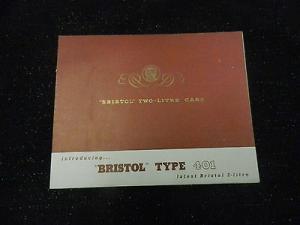 "BRISTOL" TWO-LITRE CARS
introducing...
"BRISTOL" TYPE 401
latest Bristol 2-litre